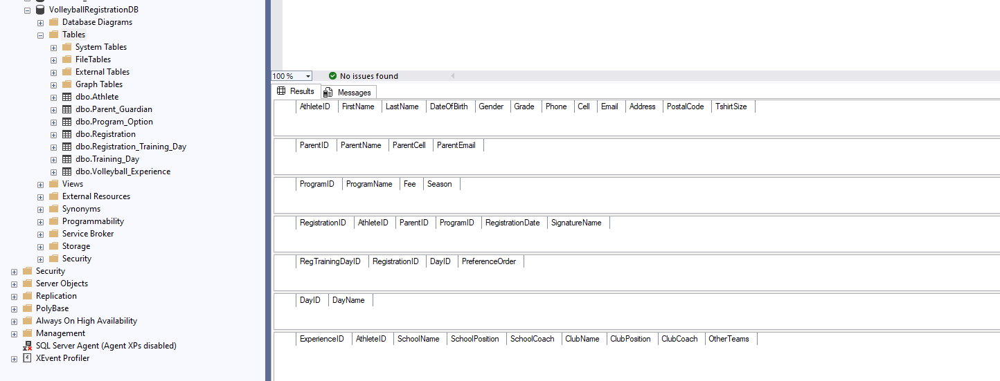 VolleyballRegistrationDB
Database Diagrams
Tables
System Tables
FileTables
External Tables
Graph Tables
dbo.Athlete
dbo.Parent_Guardian
dbo.Program_Option
dbo.Registration
dbo.Registration_Training_Day
dbo.Training_Day
dbo.Volleyball_Experience
Views
External Resources
Synonyms
Programmability
Service Broker
Storage
Security
Security
Server Objects
Replication
PolyBase
Always On High Availability
Management
SQL Server Agent (Agent XPs disabled)
XEvent Profiler
100 % No issues found
Results Messages
AthleteID FirstName LastName DateOfBirth Gender Grade Phone Cell Email Address PostalCode TshirtSize
ParentID ParentName ParentCell ParentEmail
ProgramID ProgramName Fee Season
RegistrationID AthleteID ParentID ProgramID RegistrationDate SignatureName
RegTrainingDayID RegistrationID DayID PreferenceOrder
DayID DayName
ExperienceID AthleteID SchoolName SchoolPosition SchoolCoach ClubName ClubPosition ClubCoach OtherTeams